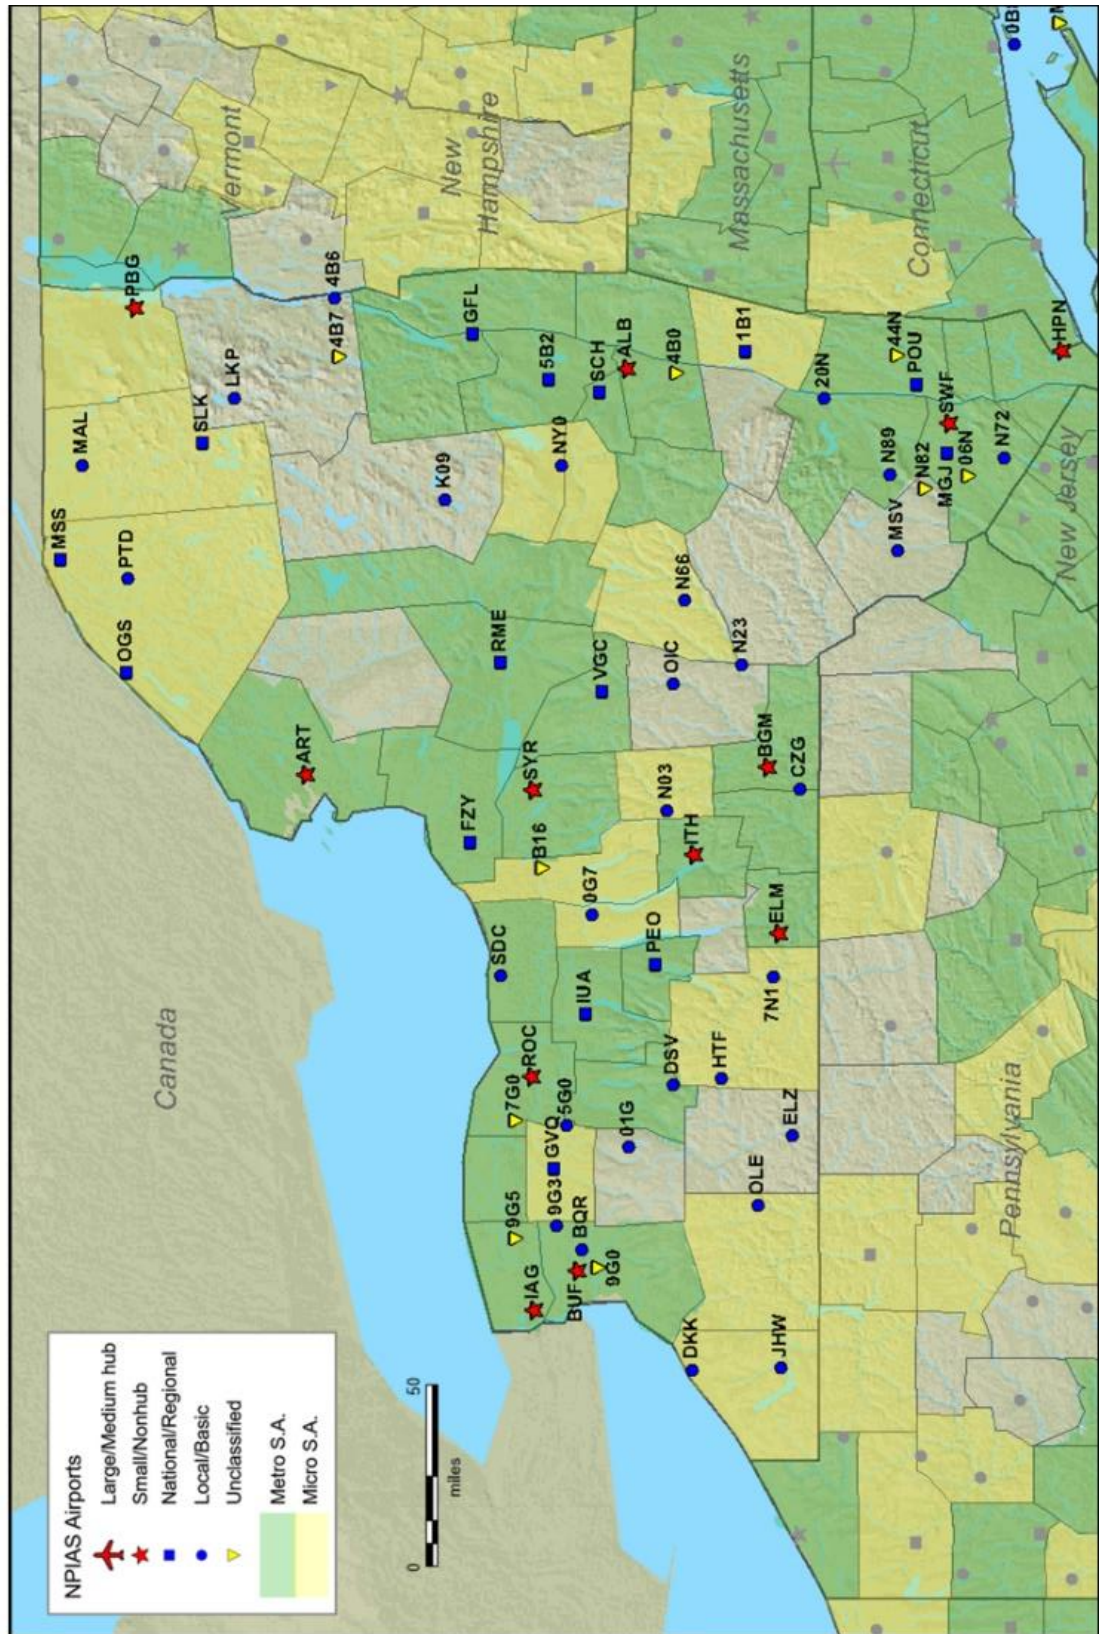 NPIAS Airports
Large/Medium hub
Small/Nonhub
National/Regional
Local/Basic
Unclassified
Metro S.A.
Micro S.A.
0
50
miles
Canada
Vermont
New
Hampshire
Massachusetts
Connecticut
New Jersey
Pennsylvania
MSS
MAL
PBG
OGS
PTD
SLK
LKP
4B6
4B7
ART
K09
GFL
FZY
RME
NY0
5B2
SYR
B16
SDC
VGC
SCH
ALB
4B0
0G7
IUA
ROC
7G0
5G0
GVQ
9G3
9G5
IAG
BUF
BQR
9G0
N66
OIC
N23
1B1
N03
ITH
PEO
BGM
CZG
ELM
7N1
DSV
HTF
01G
ELZ
OLE
DKK
JHW
20N
44N
POU
N89
N82
SWF
MGJ
06N
N72
MSV
HPN
0B
M